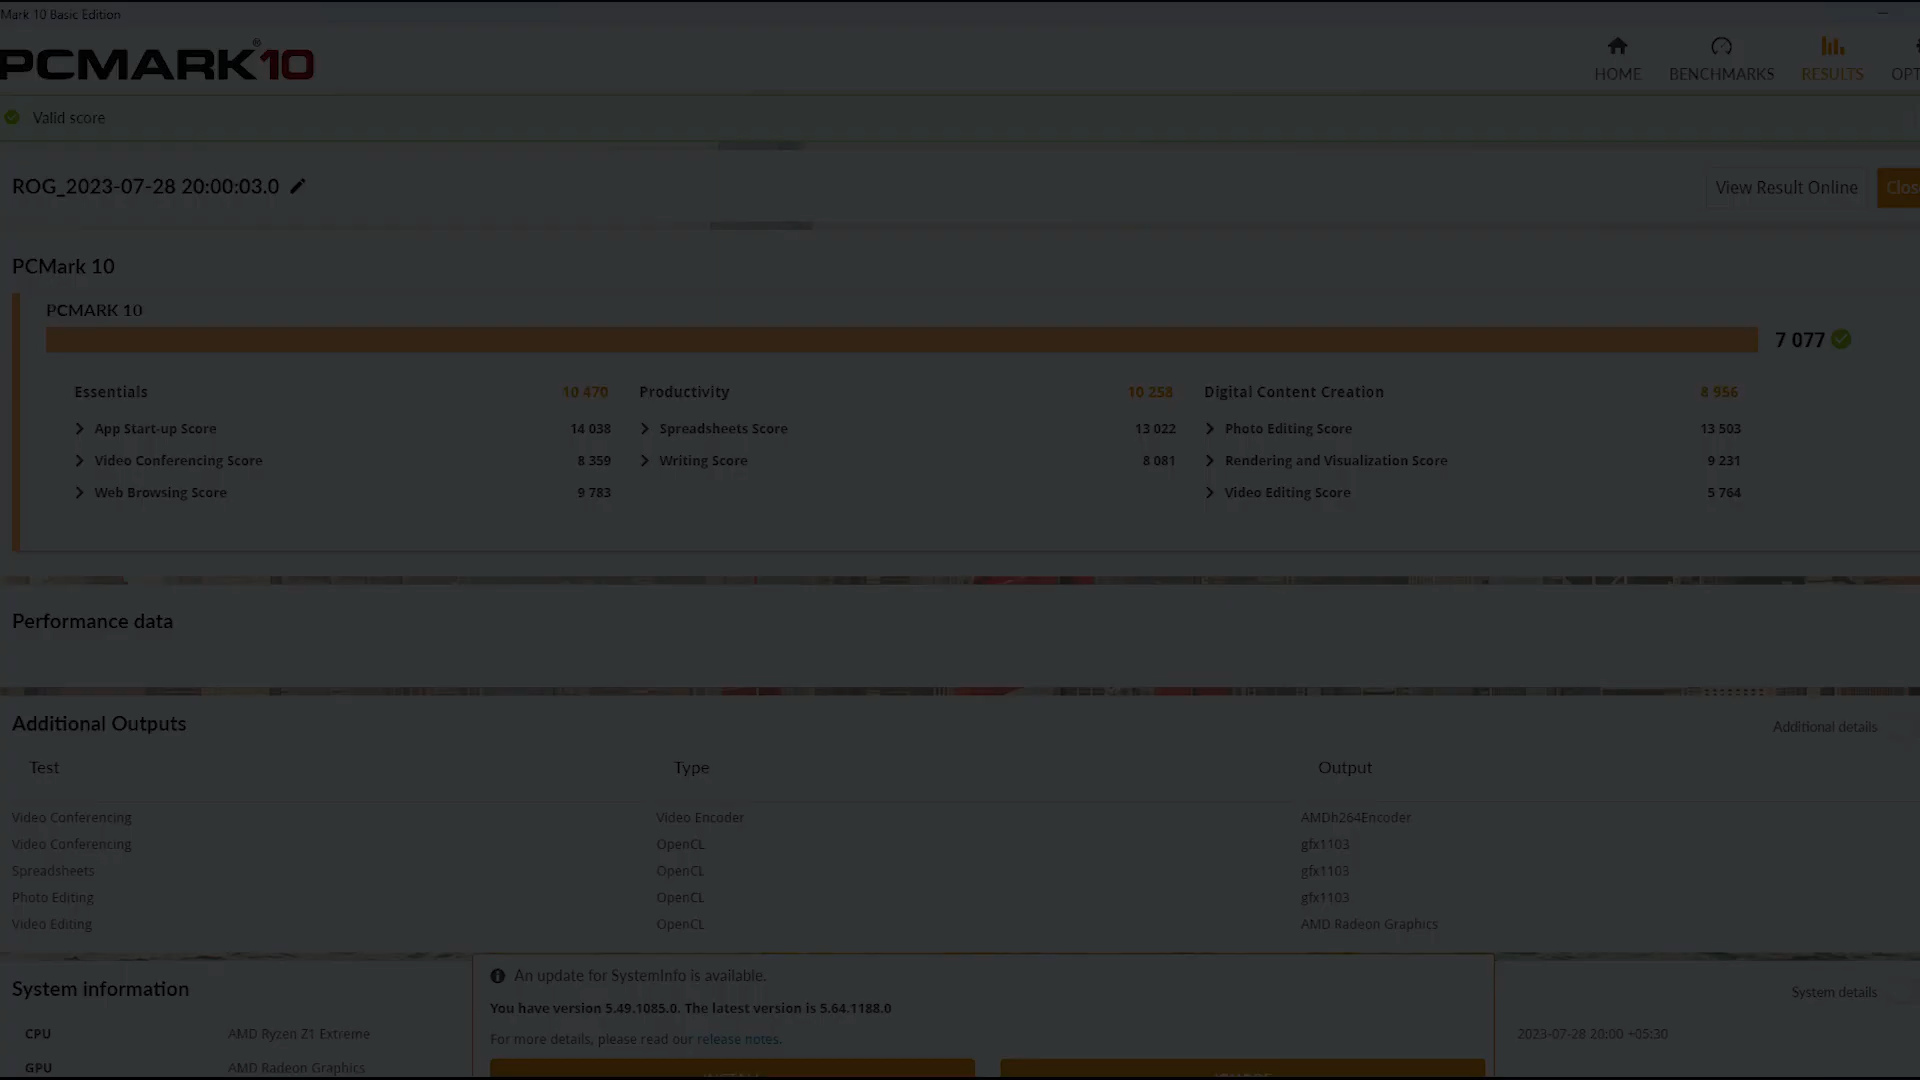 Mark 10 Basic Edition
PCMARK®10
HOME
BENCHMARKS
RESULTS
OPT
Valid score
ROG_2023-07-28 20:00:03.0
View Result Online
Clos
PCMark 10
PCMARK 10
7 077
Essentials 10 470
App Start-up Score 14 038
Video Conferencing Score 8 359
Web Browsing Score 9 783
Productivity 10 258
Spreadsheets Score 13 022
Writing Score 8 081
Digital Content Creation 8 956
Photo Editing Score 13 503
Rendering and Visualization Score 9 231
Video Editing Score 5 764
Performance data
Additional Outputs
Additional details
Test Type Output
Video Conferencing Video Encoder AMDh264Encoder
Video Conferencing OpenCL gfx1103
Spreadsheets OpenCL gfx1103
Photo Editing OpenCL gfx1103
Video Editing OpenCL AMD Radeon Graphics
System information
System details
CPU AMD Ryzen Z1 Extreme
GPU AMD Radeon Graphics
An update for SystemInfo is available.
You have version 5.49.1085.0. The latest version is 5.64.1188.0
For more details, please read our release notes.
2023-07-28 20:00 +05:30